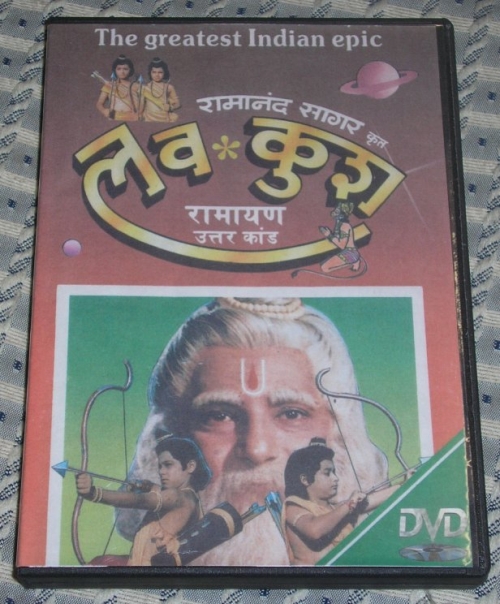 The greatest Indian epic
रामानंद सागर कृत
लव * कुश
रामायण
उत्तर कांड
DVD